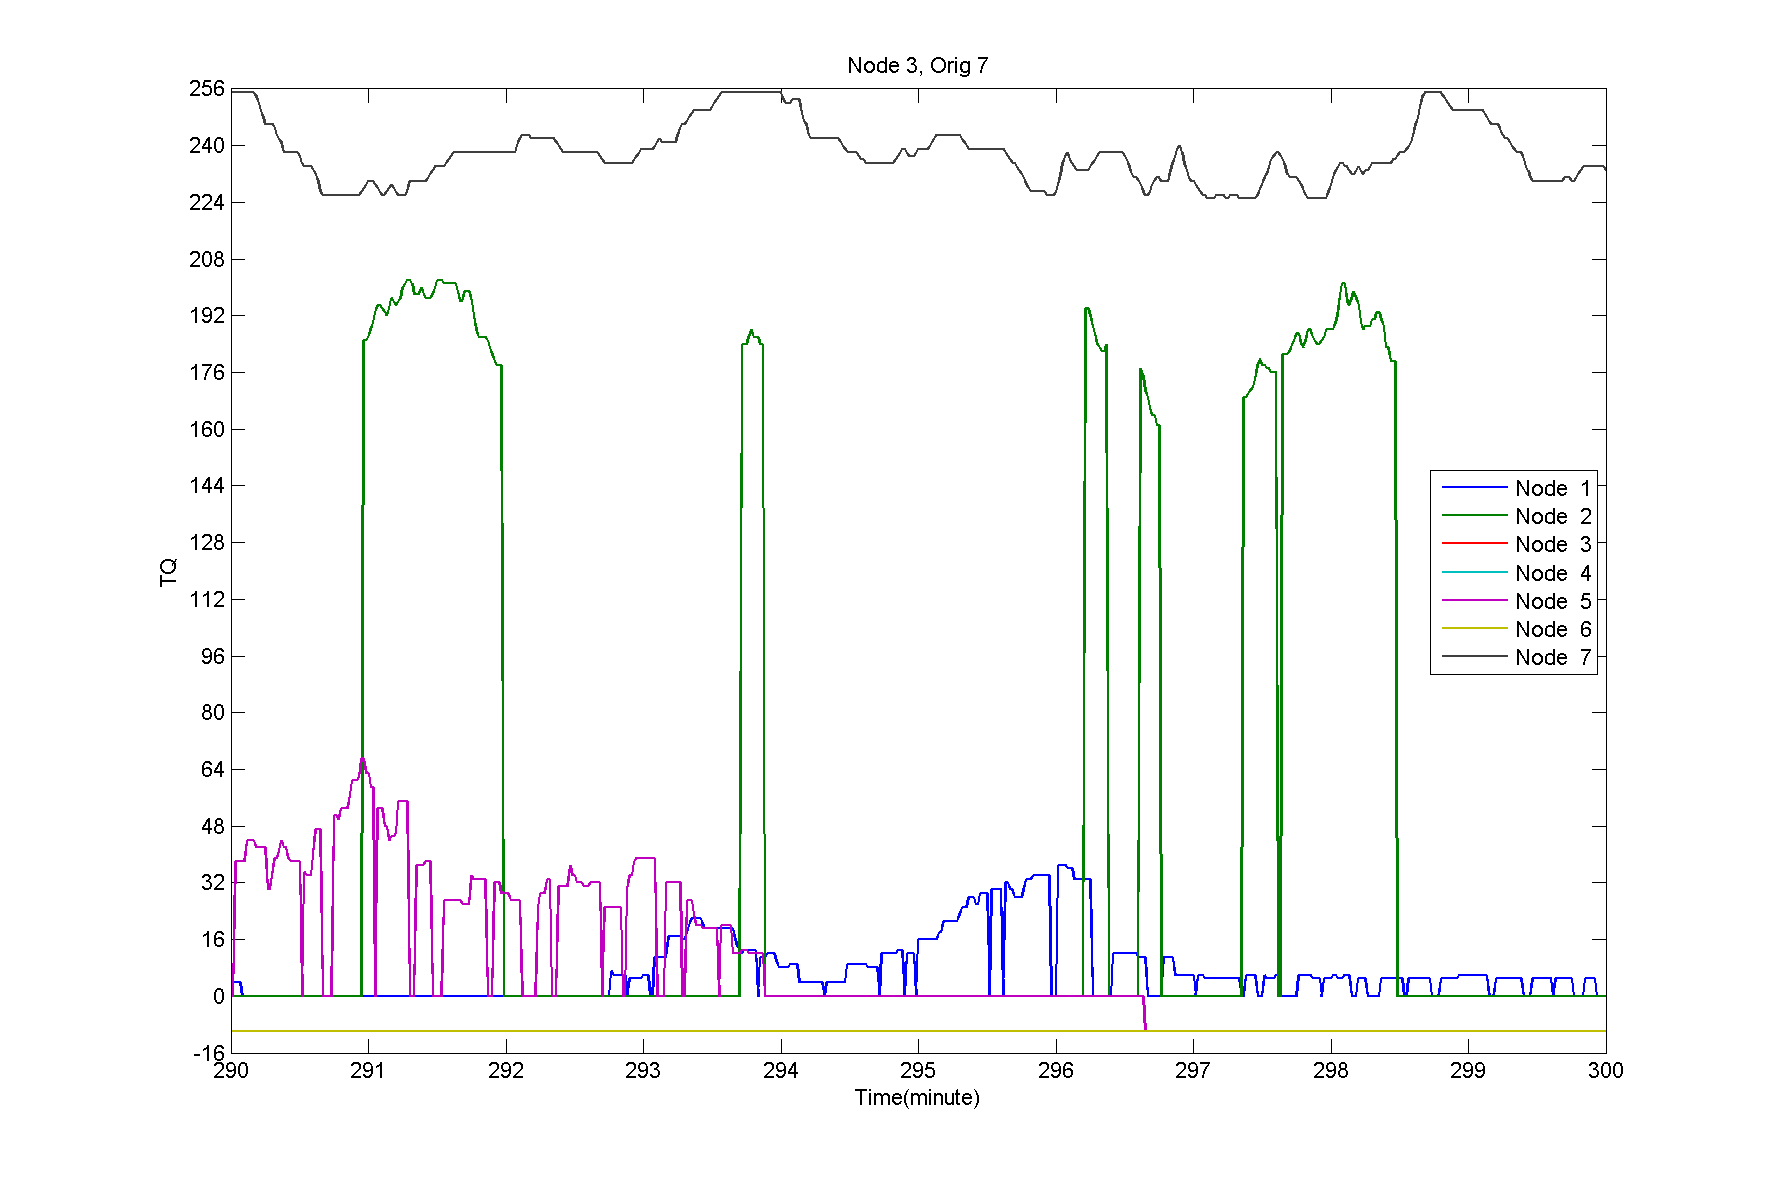 Node 3, Orig 7
256
240
224
208
192
176
160
144
128
112
96
80
64
48
32
16
0
-16
TQ
290 291 292 293 294 295 296 297 298 299 300
Time(minute)
Node 1
Node 2
Node 3
Node 4
Node 5
Node 6
Node 7